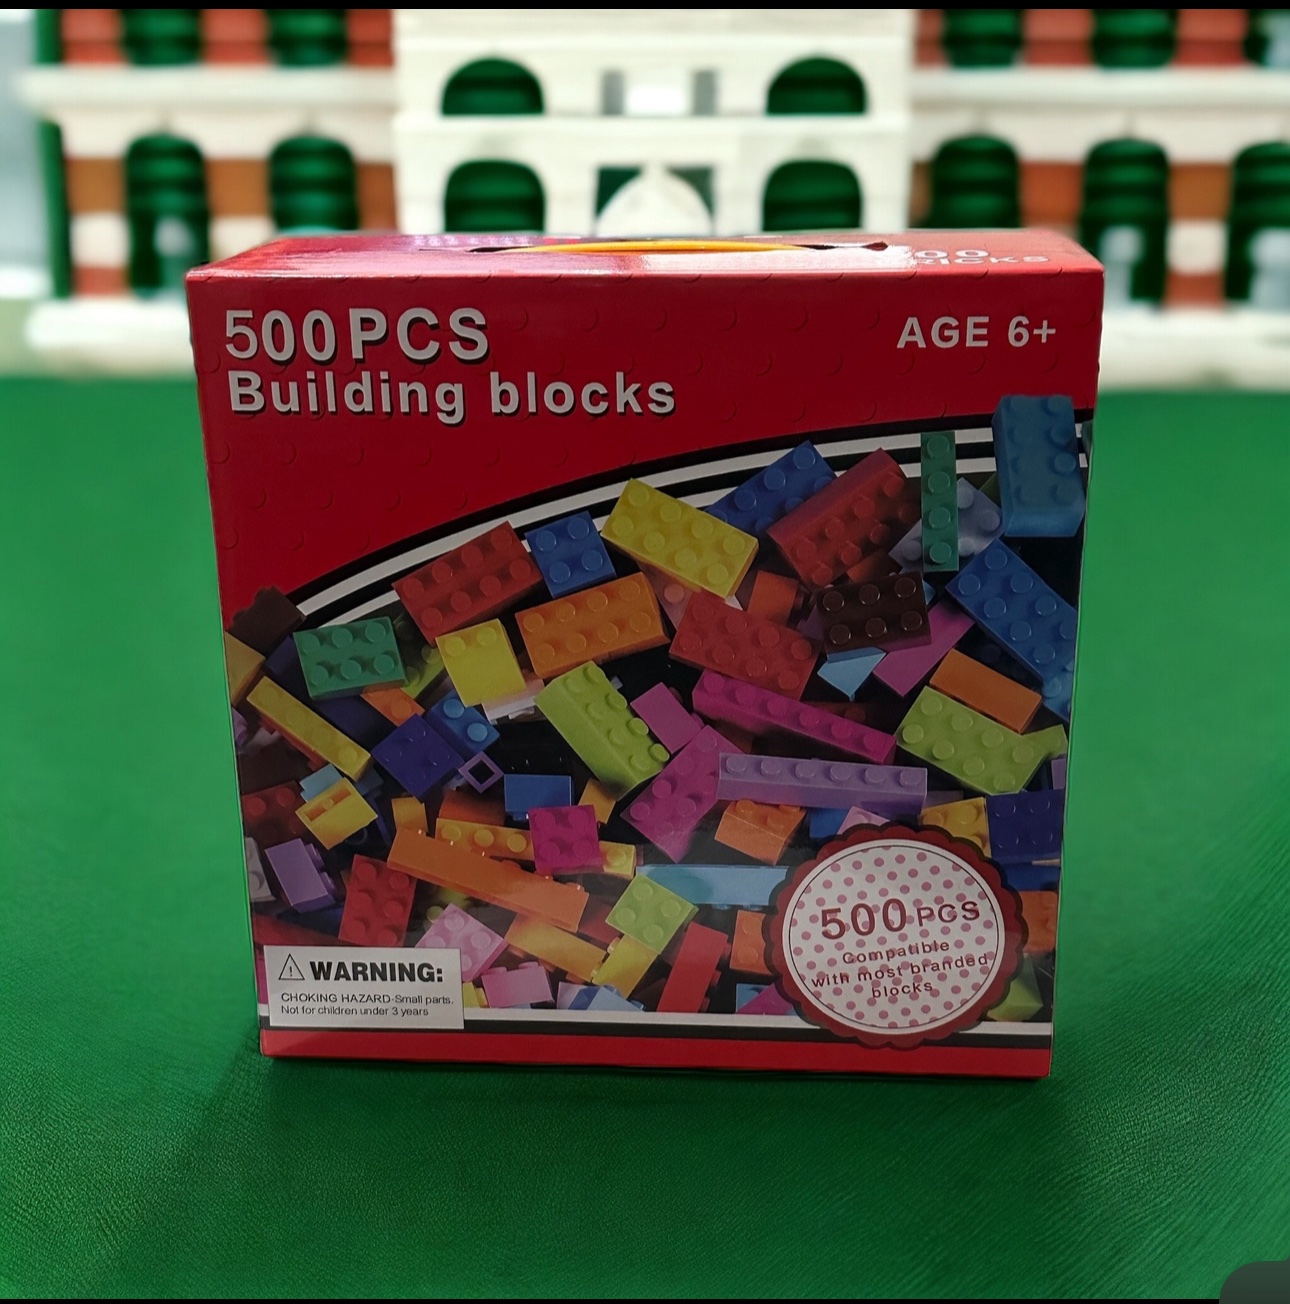 500PCS
Building blocks
AGE 6+
500PCS
Compatible
with most branded
blocks
WARNING:
CHOKING HAZARD-Small parts.
Not for children under 3 years